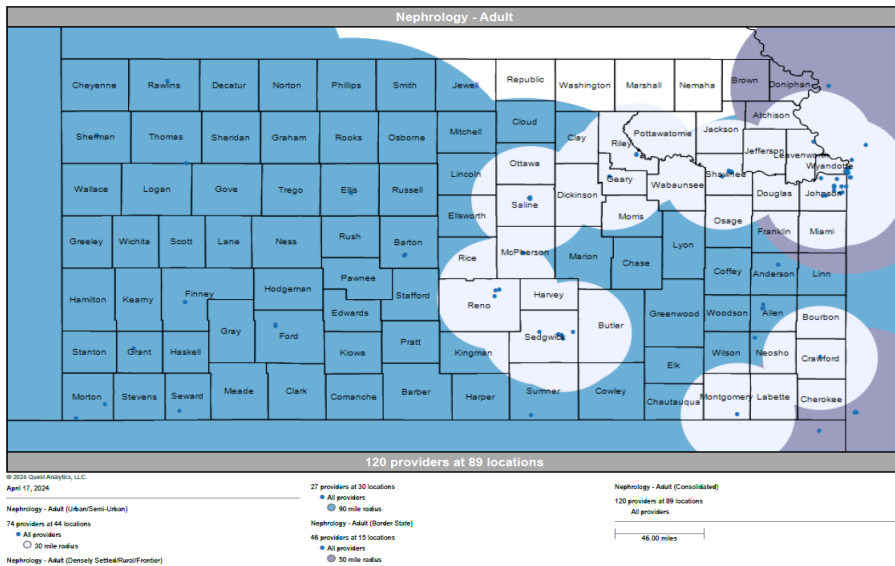 Nephrology - Adult
Cheyenne Rawlins Decatur Norton Phillips Smith Jewell Republic Washington Marshall Nemaha Brown Doniphan
Sherman Thomas Sheridan Graham Rooks Osborne Mitchell Cloud Clay Riley Pottawatomie Jackson Atchison
Jefferson Leavenworth Wyandotte
Wallace Logan Gove Trego Ellis Russell Lincoln Ottawa Saline Dickinson Geary Wabaunsee Shawnee Douglas Johnson
Greeley Wichita Scott Lane Ness Rush Barton Ellsworth McPherson Marion Morris Chase Lyon Osage Franklin Miami
Hamilton Kearny Finney Hodgeman Pawnee Stafford Rice Reno Harvey Butler Greenwood Coffey Anderson Linn
Gray Ford Edwards Kiowa Pratt Kingman Sedgwick Woodson Allen Bourbon
Stanton Grant Haskell Elk Wilson Neosho Crawford
Morton Stevens Seward Meade Clark Comanche Barber Harper Sumner Cowley Chautauqua Montgomery Labette Cherokee
120 providers at 89 locations
© 2024 Quest Analytics, LLC.
April 17, 2024
Nephrology - Adult (Urban/Semi-Urban)
74 providers at 44 locations
All providers
30 mile radius
Nephrology - Adult (Densely Settled/Rural/Frontier)
27 providers at 30 locations
All providers
90 mile radius
Nephrology - Adult (Border State)
46 providers at 15 locations
All providers
50 mile radius
Nephrology - Adult (Consolidated)
120 providers at 89 locations
All providers
46.00 miles